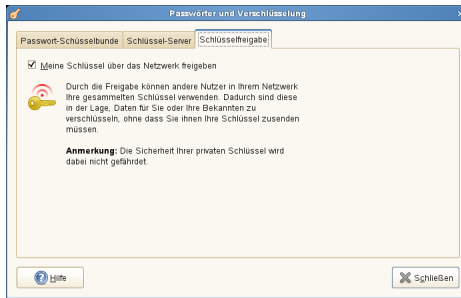 Passwörter und Verschlüsselung
Passwort-Schüsselbunde Schlüssel-Server Schlüsselfreigabe
Meine Schlüssel über das Netzwerk freigeben
Durch die Freigabe können andere Nutzer in Ihrem Netzwerk
Ihre gesammelten Schlüssel verwenden. Dadurch sind diese
in der Lage, Daten für Sie oder Ihre Bekannten zu
verschlüsseln, ohne dass Sie ihnen Ihre Schlüssel zusenden
müssen.
Anmerkung: Die Sicherheit Ihrer privaten Schlüssel wird
dabei nicht gefährdet.
Hilfe
Schließen